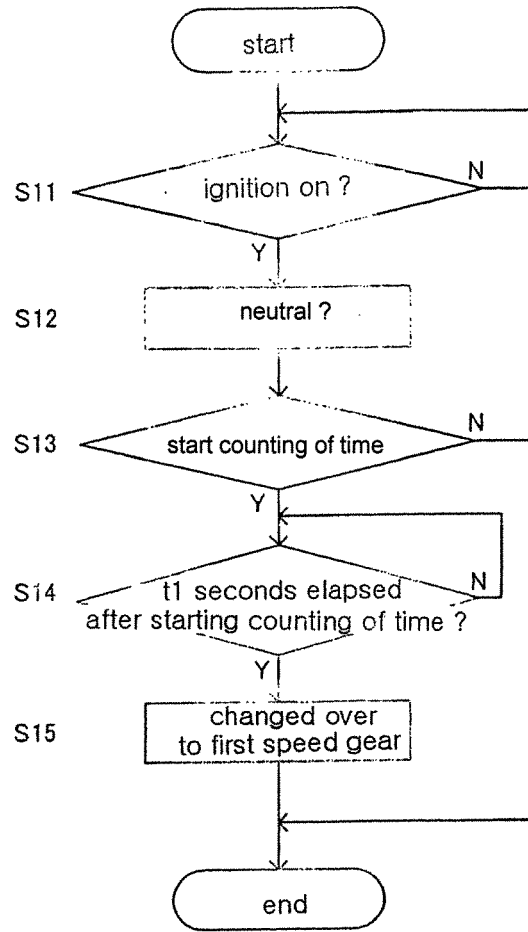 start
S11
ignition on ?
N
Y
S12
neutral ?
S13
start counting of time
N
Y
S14
t1 seconds elapsed
after starting counting of time ?
N
Y
S15
changed over
to first speed gear
end